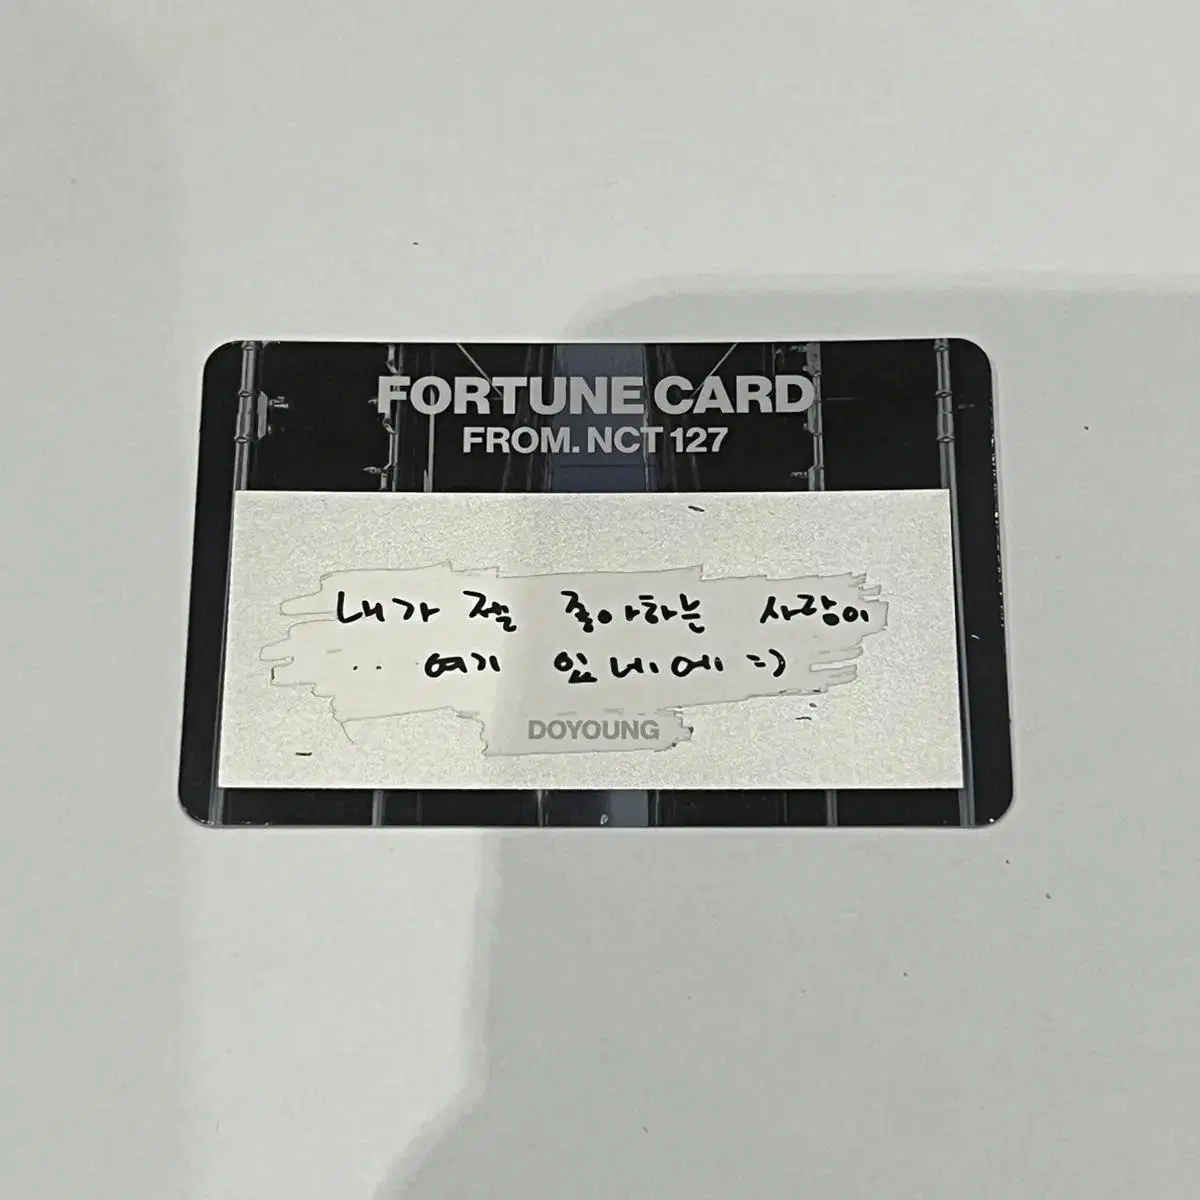 FORTUNE CARD
FROM. NCT 127
내가 젤 좋아하는 사람이
.. 여기 있네에 =)
DOYOUNG